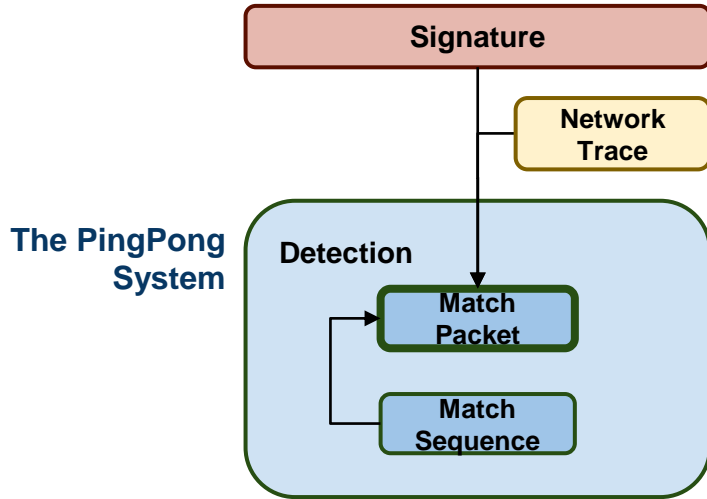 Signature
Network
Trace
The PingPong
System
Detection
Match
Packet
Match
Sequence